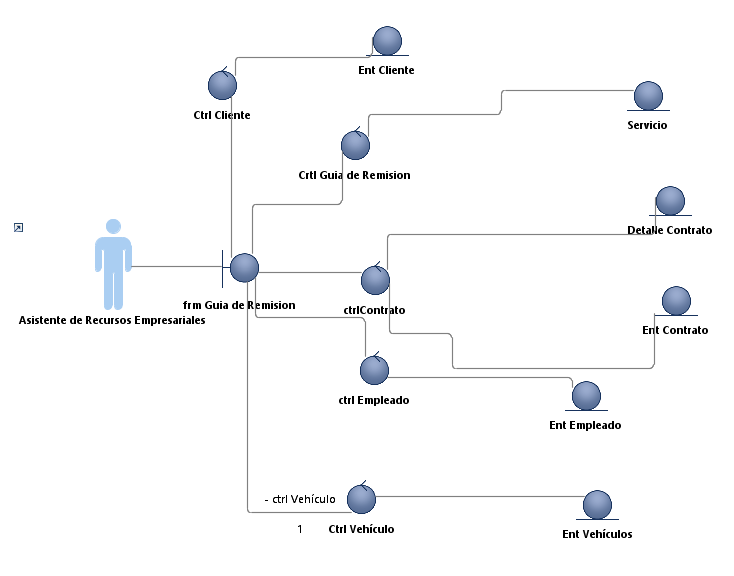 Ent Cliente
Ctrl Cliente
Servicio
Crtl Guia de Remision
Detalle Contrato
frm Guia de Remision
ctrlContrato
Asistente de Recursos Empresariales
Ent Contrato
ctrl Empleado
Ent Empleado
- ctrl Vehículo
1
Ctrl Vehículo
Ent Vehículos